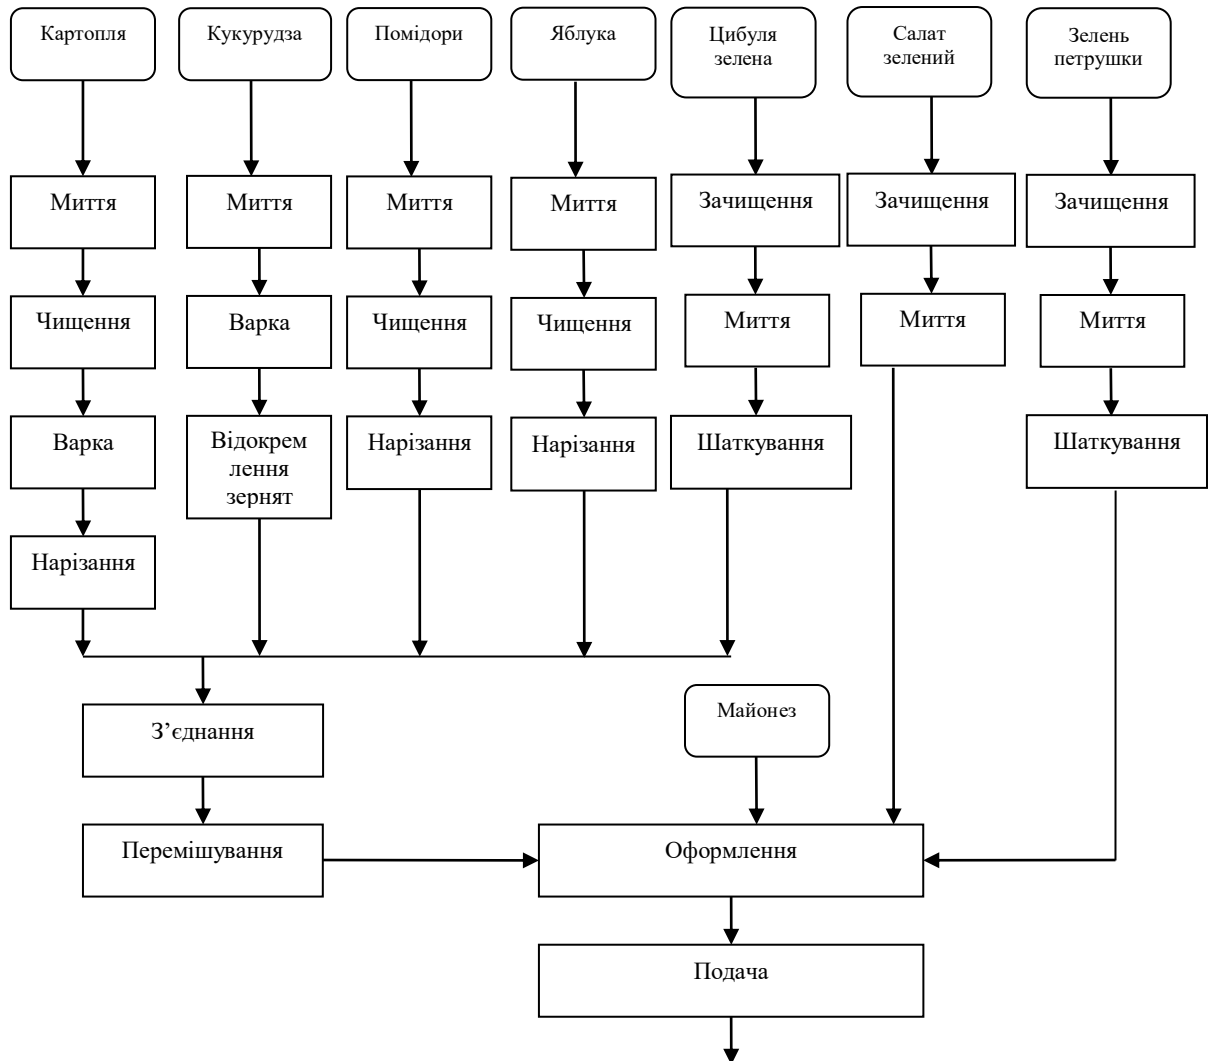 Картопля
Кукурудза
Помідори
Яблука
Цибуля
зелена
Салат
зелений
Зелень
петрушки
Миття
Миття
Миття
Миття
Зачищення
Зачищення
Зачищення
Чищення
Варка
Чищення
Чищення
Миття
Миття
Миття
Варка
Відокрем
лення
зернят
Нарізання
Нарізання
Шаткування
Шаткування
Нарізання
З’єднання
Майонез
Перемішування
Оформлення
Подача